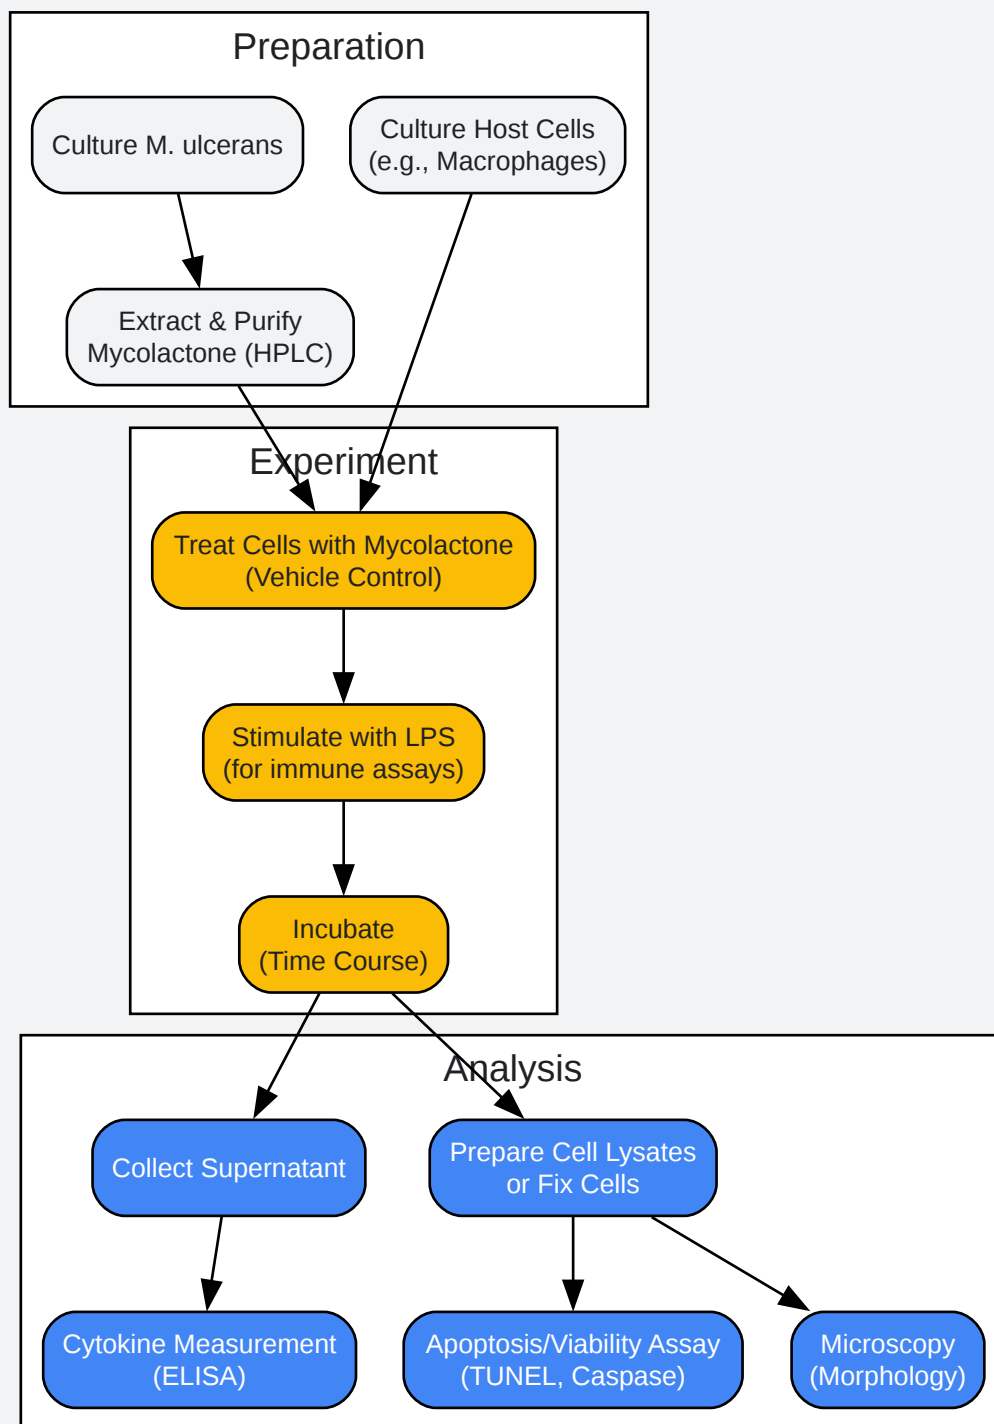 Preparation
Culture M. ulcerans
Culture Host Cells
(e.g., Macrophages)
Extract & Purify
Mycolactone (HPLC)
Experiment
Treat Cells with Mycolactone
(Vehicle Control)
Stimulate with LPS
(for immune assays)
Incubate
(Time Course)
Analysis
Collect Supernatant
Prepare Cell Lysates
or Fix Cells
Cytokine Measurement
(ELISA)
Apoptosis/Viability Assay
(TUNEL, Caspase)
Microscopy
(Morphology)